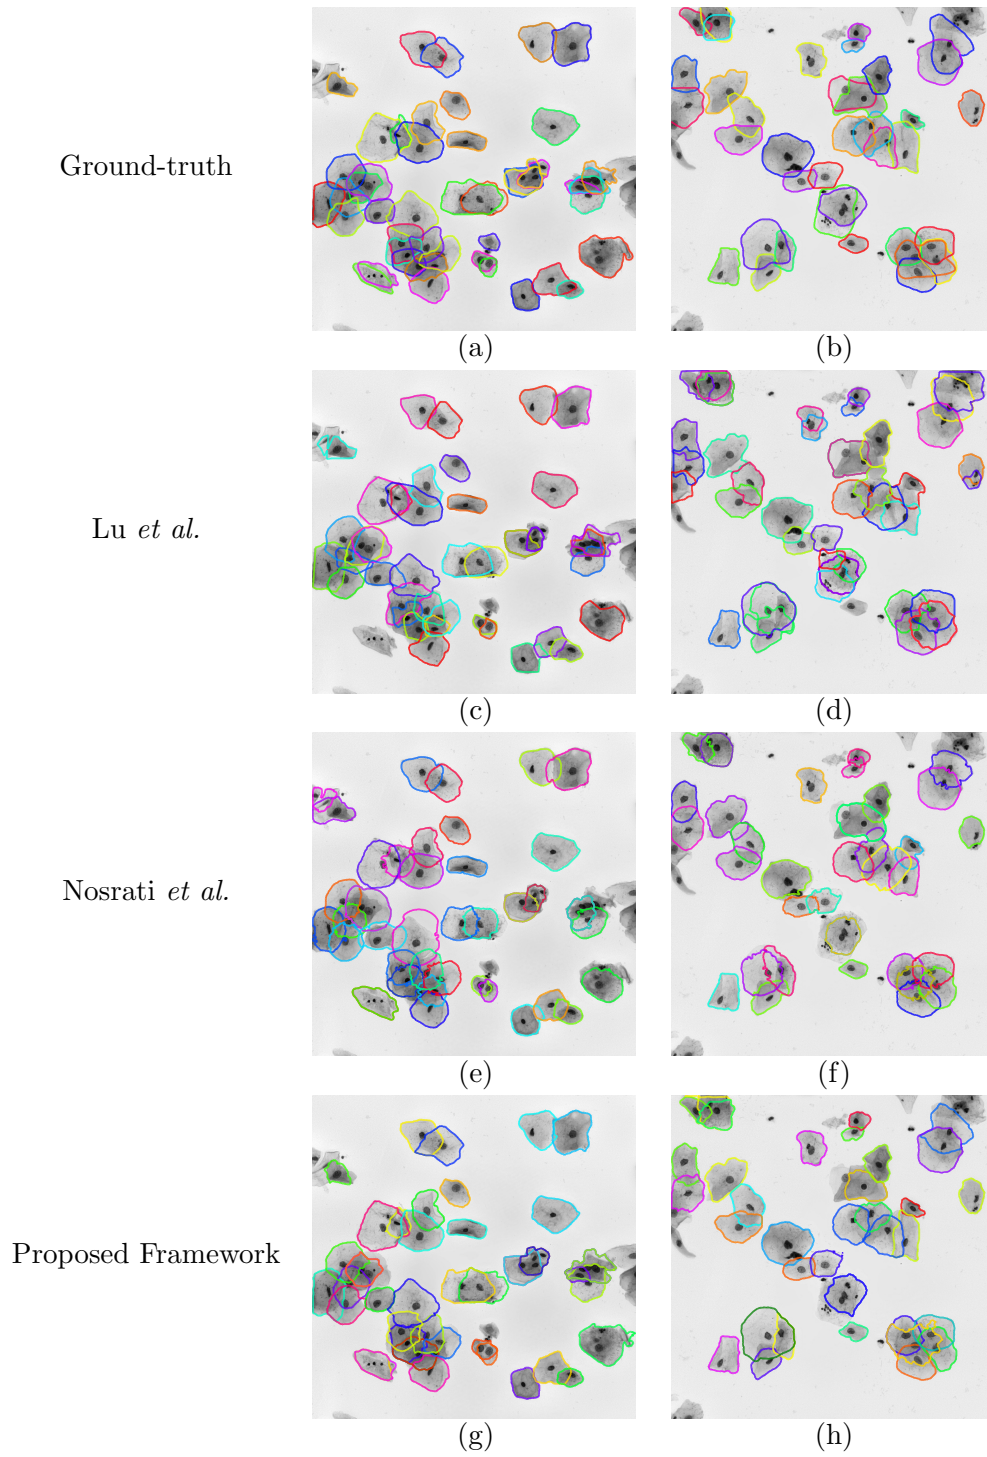 Ground-truth
(a)
(b)
Lu et al.
(c)
(d)
Nosrati et al.
(e)
(f)
Proposed Framework
(g)
(h)